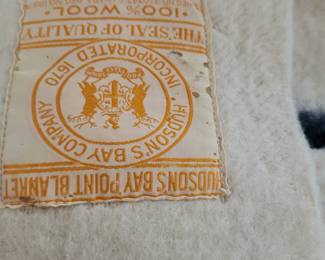 HUDSON'S BAY POINT BLANKET
HUDSON'S BAY COMPANY
INCORPORATED 1670
"THE SEAL OF QUALITY"
•100% WOOL•